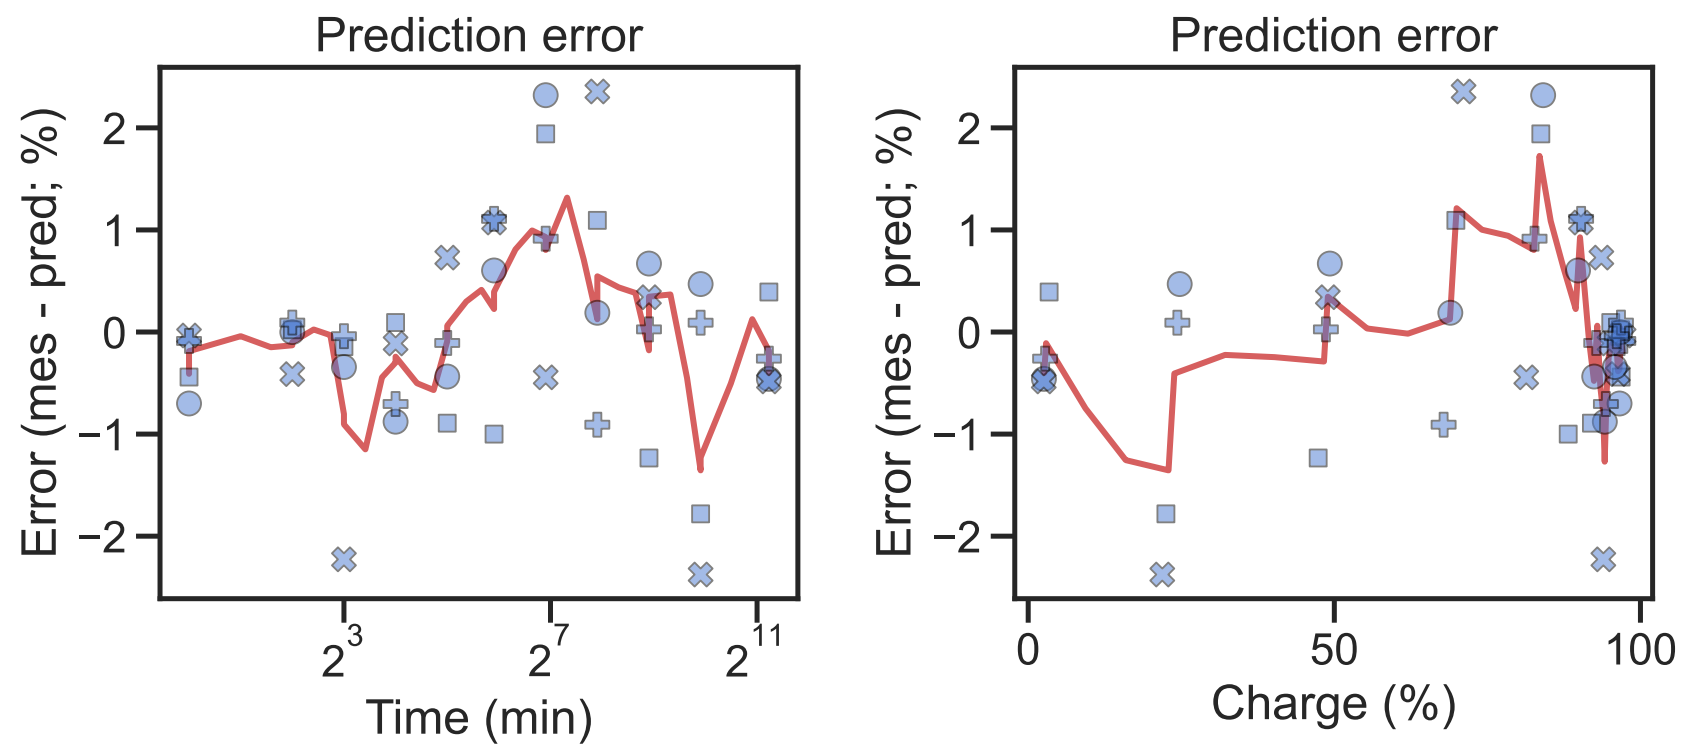 Prediction error
Error (mes - pred; %)
2
1
0
−1
−2
2^3
2^7
2^11
Time (min)
Prediction error
Error (mes - pred; %)
2
1
0
−1
−2
0
50
100
Charge (%)